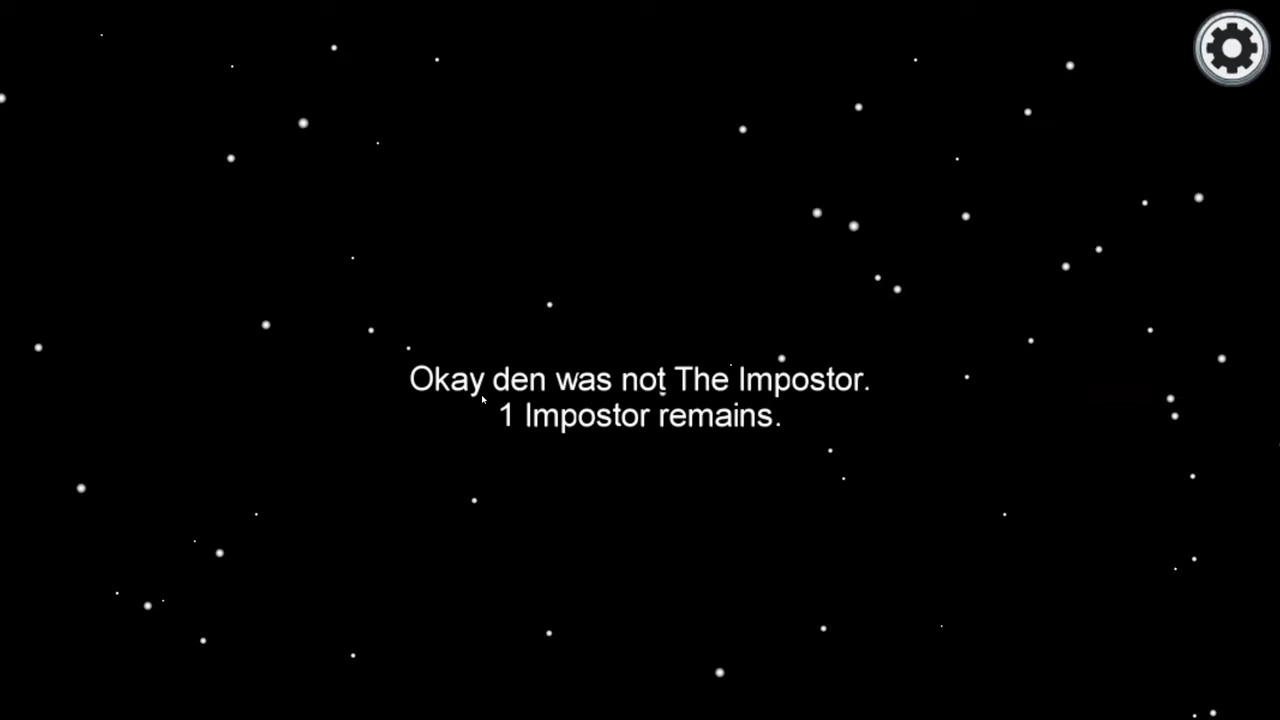 Okay den was not The Impostor.
1 Impostor remains.